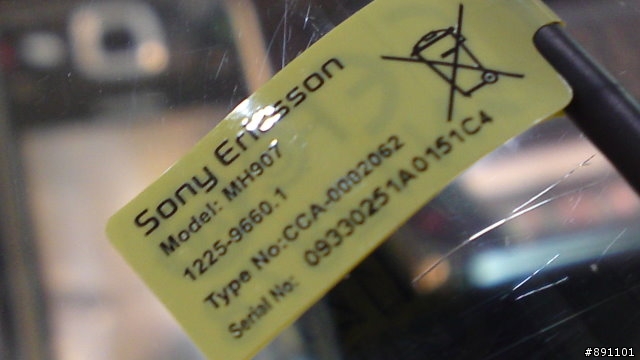 Sony Ericsson
Model: MH907
1225-9660.1
Type No:CCA-0002062
Serial No: 09330251A0151C4
#891101